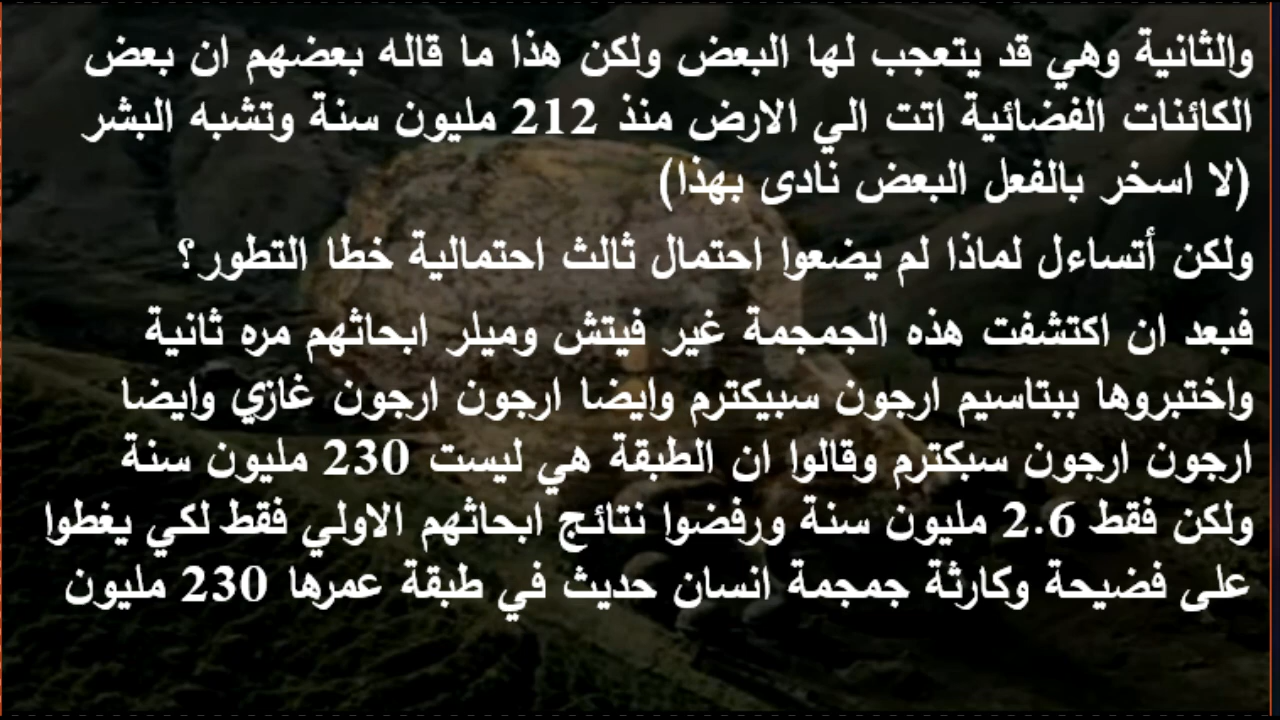 والثانية وهي قد يتعجب لها البعض ولكن هذا ما قاله بعضهم ان بعض
الكائنات الفضائية اتت الي الارض منذ 212 مليون سنة وتشبه البشر
(لا اسخر بالفعل البعض نادى بهذا)
ولكن أتساءل لماذا لم يضعوا احتمال ثالث احتمالية خطا التطور؟
فبعد ان اكتشفت هذه الجمجمة غير فيتش وميلر ابحاثهم مره ثانية
واختبروها ببتاسيم ارجون سبيكترم وايضا ارجون ارجون غازي وايضا
ارجون ارجون سبكترم وقالوا ان الطبقة هي ليست 230 مليون سنة
ولكن فقط 2.6 مليون سنة ورفضوا نتائج ابحاثهم الاولي فقط لكي يغطوا
على فضيحة وكارثة جمجمة انسان حديث في طبقة عمرها 230 مليون